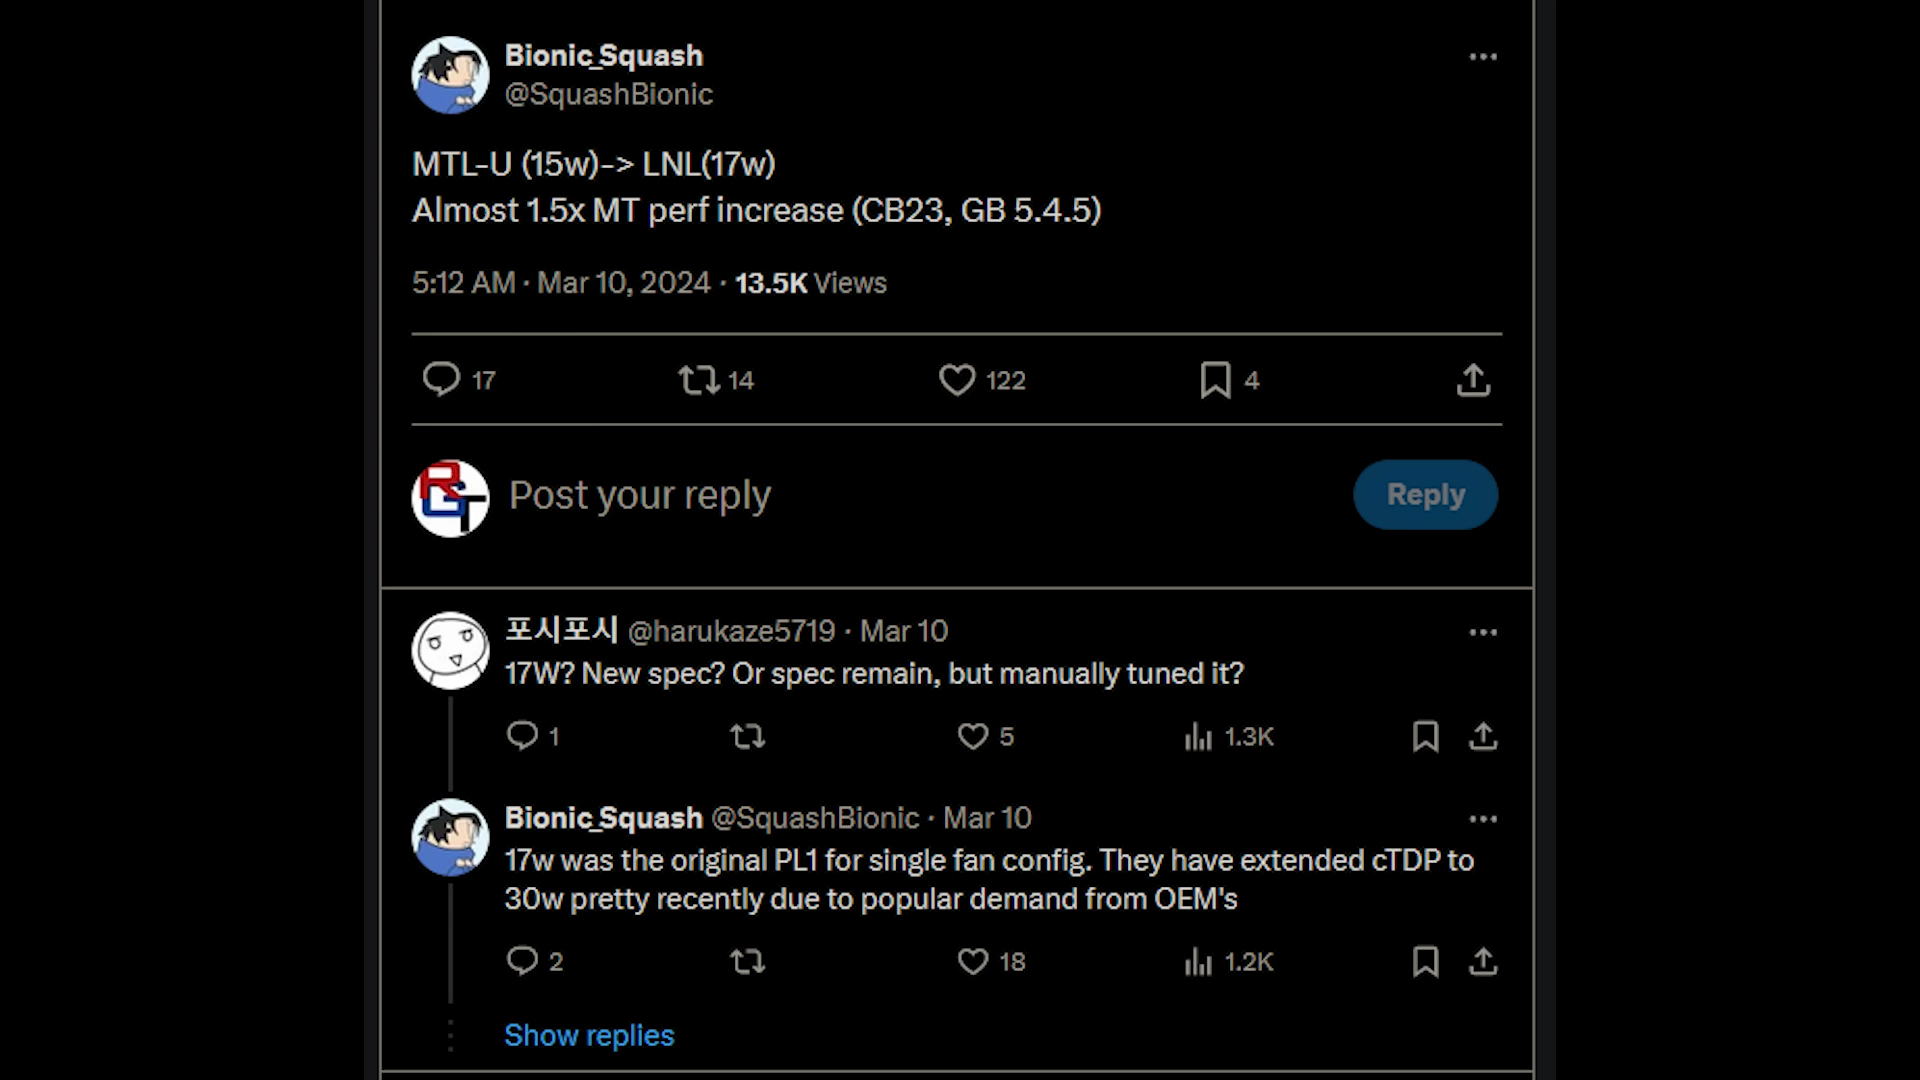 Bionic_Squash
@SquashBionic
MTL-U (15w)-> LNL(17w)
Almost 1.5x MT perf increase (CB23, GB 5.4.5)
5:12 AM · Mar 10, 2024 · 13.5K Views
17 14 122 4
RGT
Post your reply
Reply
포시포시 @harukaze5719 · Mar 10
17W? New spec? Or spec remain, but manually tuned it?
1 5 1.3K
Bionic_Squash @SquashBionic · Mar 10
17w was the original PL1 for single fan config. They have extended cTDP to
30w pretty recently due to popular demand from OEM's
2 18 1.2K
Show replies